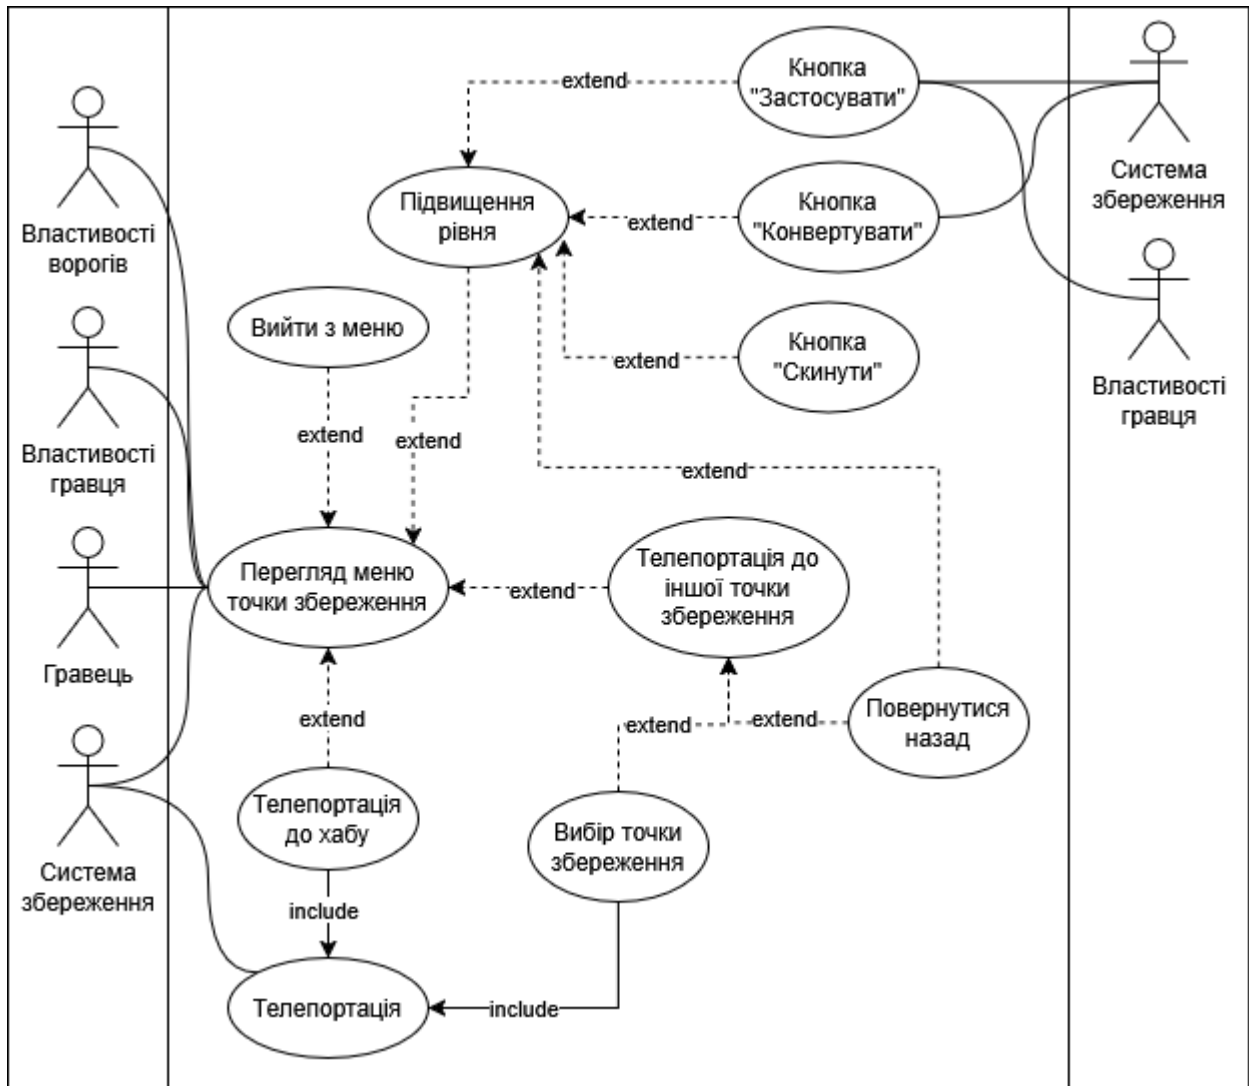 Кнопка
"Застосувати"
extend
Система
збереження
Підвищення
рівня
extend
Кнопка
"Конвертувати"
Властивості
ворогів
Вийти з меню
extend
Кнопка
"Скинути"
Властивості
гравця
extend
extend
Властивості
гравця
extend
Перегляд меню
точки збереження
extend
Телепортація до
іншої точки
збереження
Гравець
extend
extend
extend
Повернутися
назад
Телепортація
до хабу
Вибір точки
збереження
Система
збереження
include
Телепортація
include